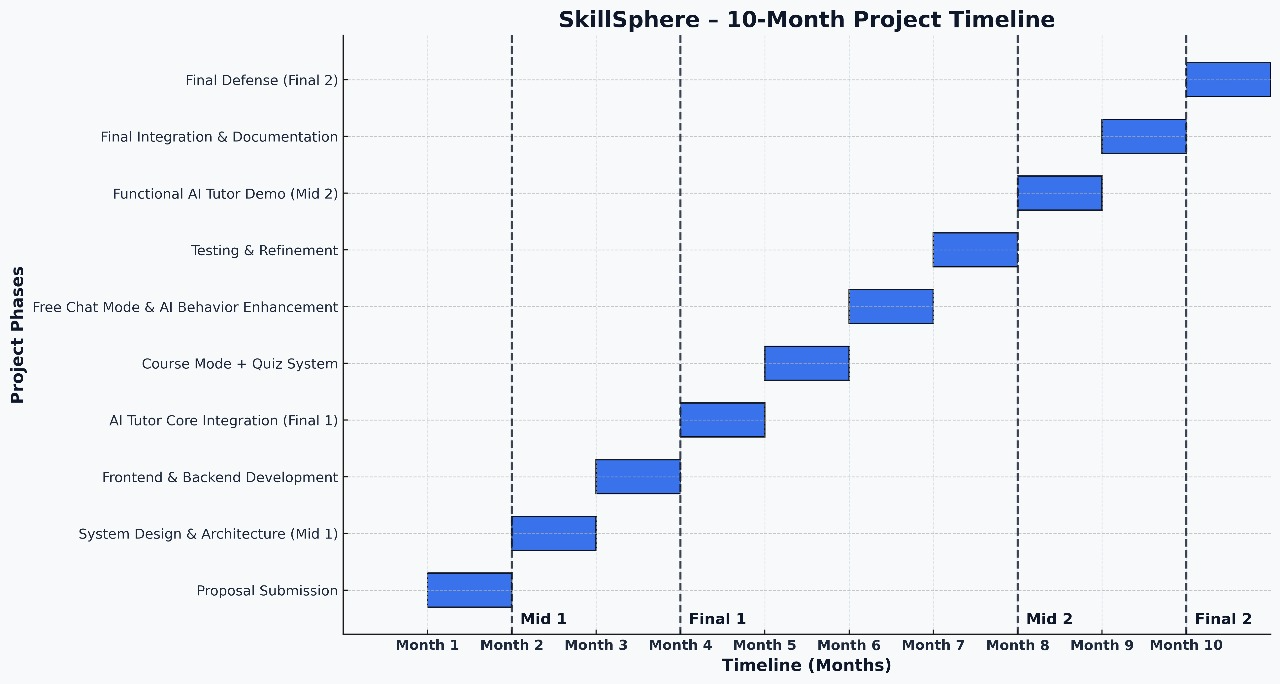 SkillSphere – 10-Month Project Timeline
Project Phases
Final Defense (Final 2)
Final Integration & Documentation
Functional AI Tutor Demo (Mid 2)
Testing & Refinement
Free Chat Mode & AI Behavior Enhancement
Course Mode + Quiz System
AI Tutor Core Integration (Final 1)
Frontend & Backend Development
System Design & Architecture (Mid 1)
Proposal Submission
Mid 1 Final 1 Mid 2 Final 2
Month 1 Month 2 Month 3 Month 4 Month 5 Month 6 Month 7 Month 8 Month 9 Month 10
Timeline (Months)